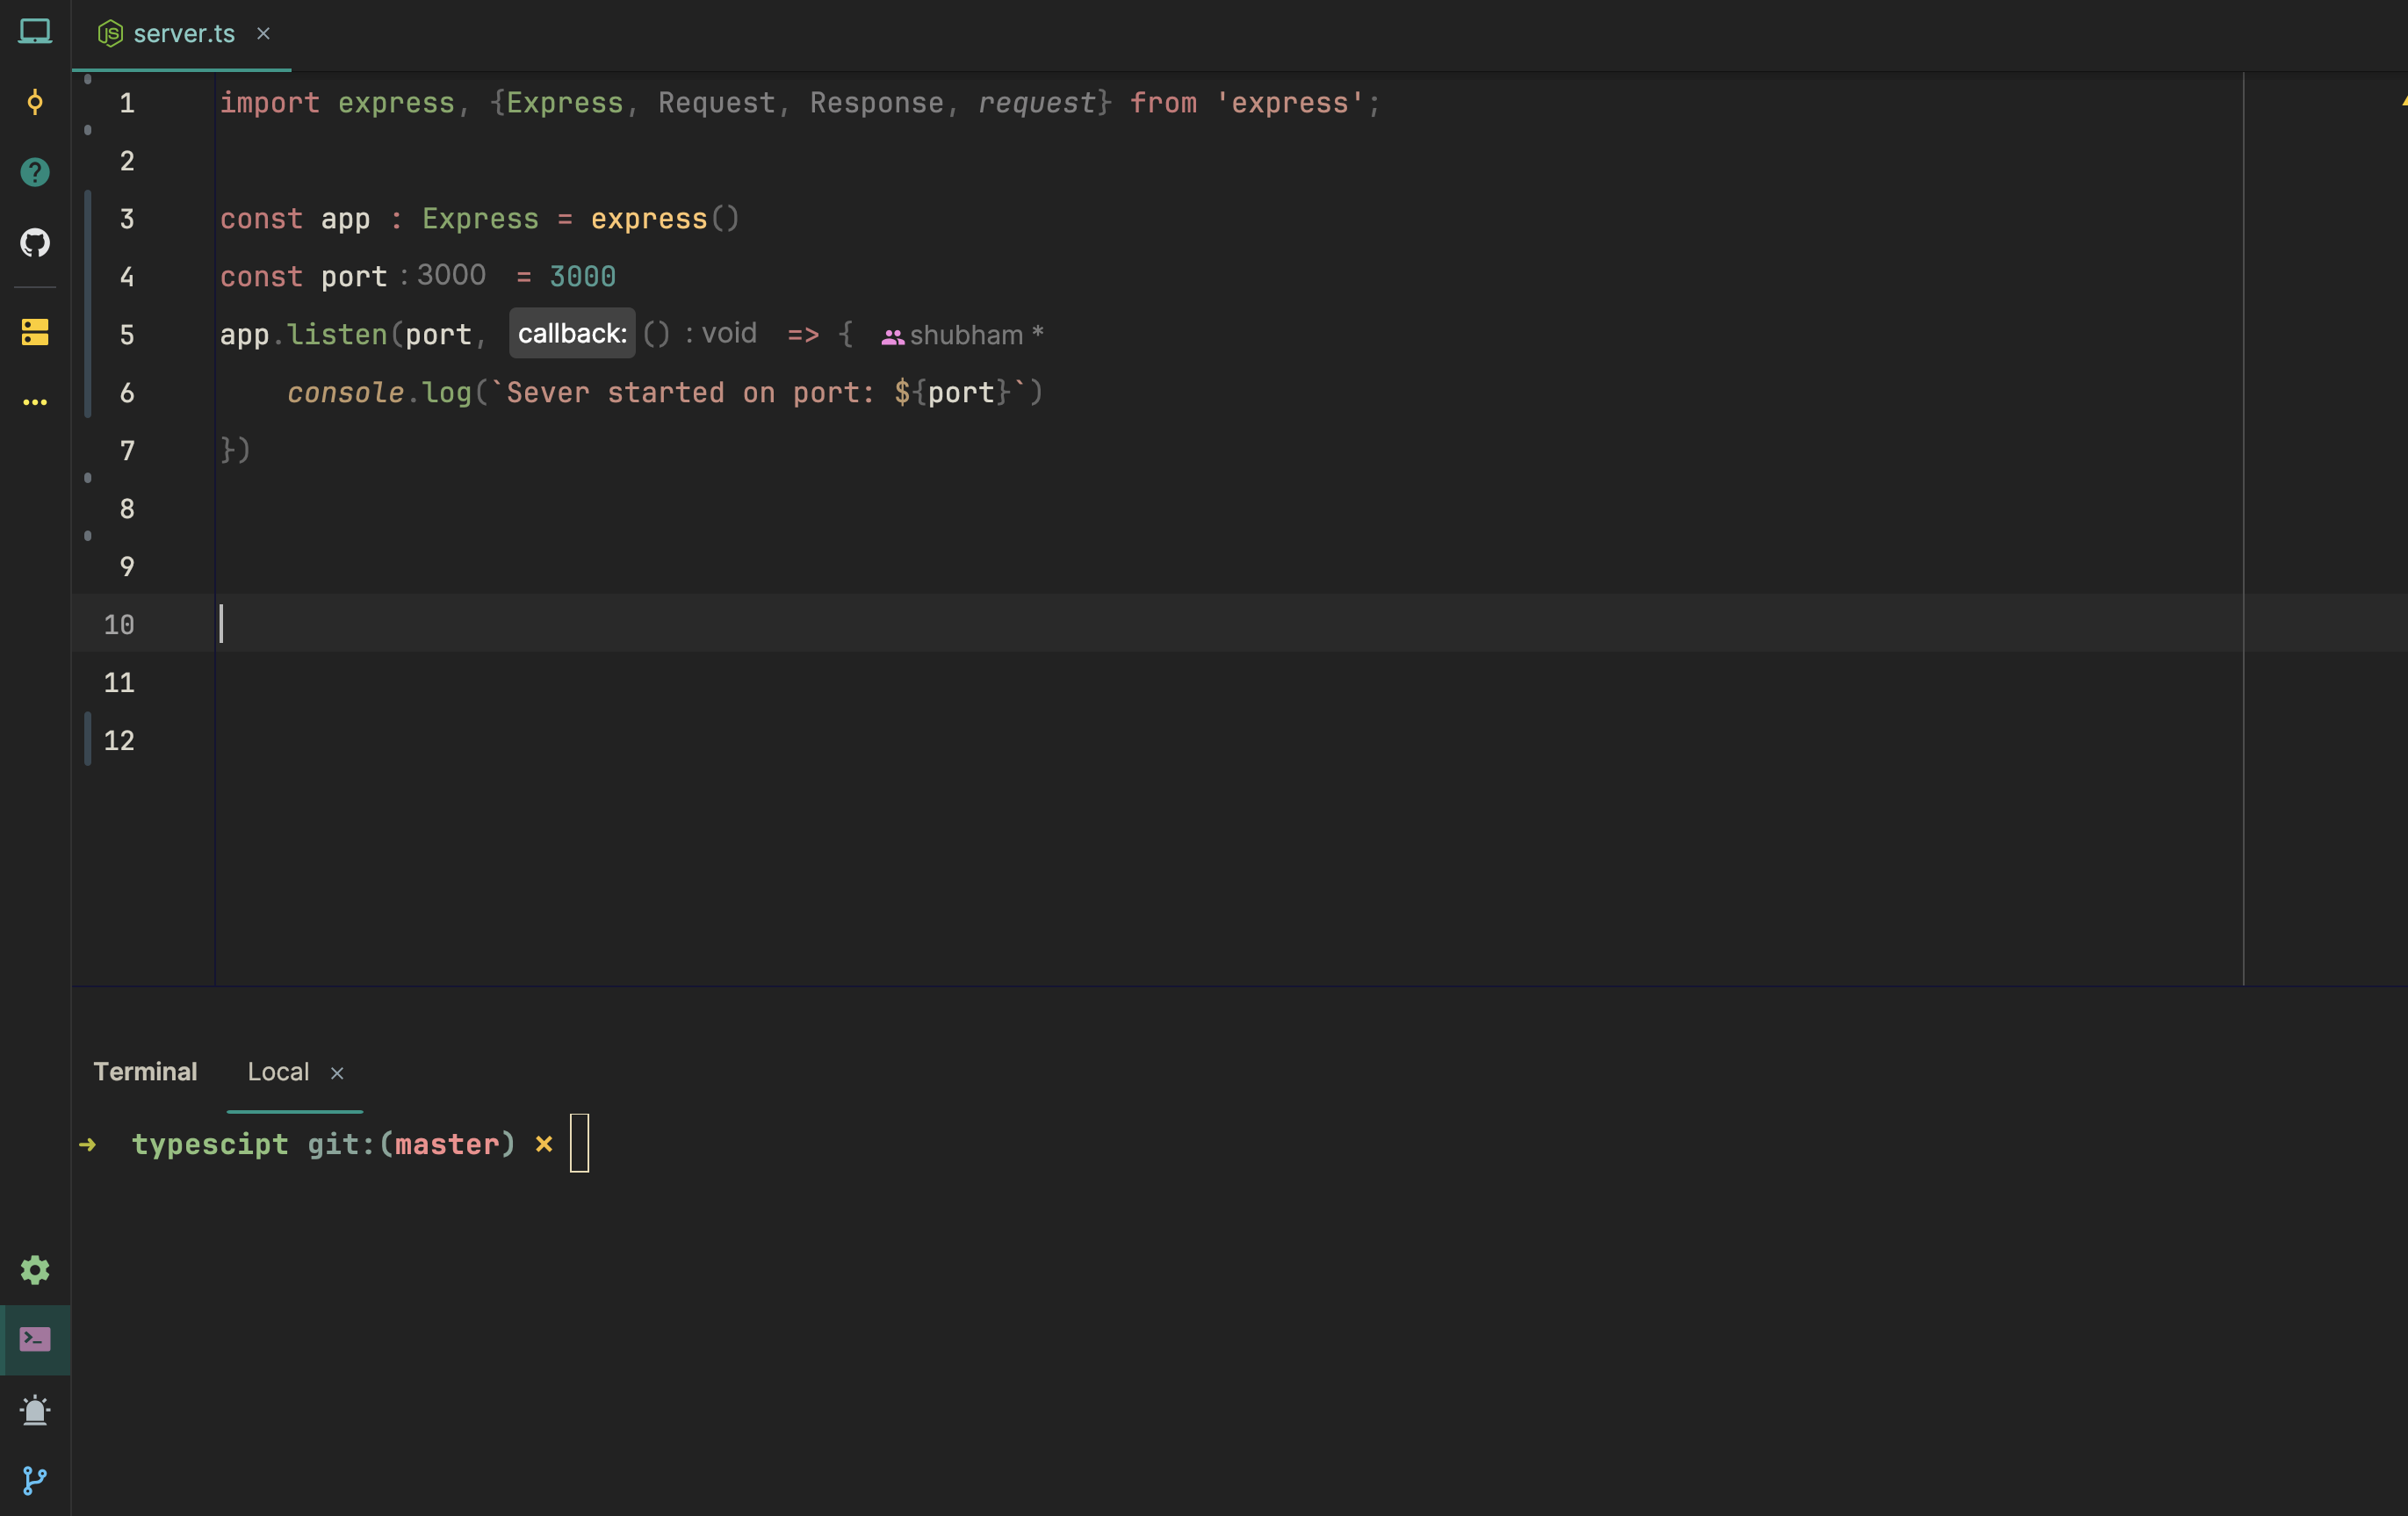 server.ts ×
1 import express, {Express, Request, Response, request} from 'express';
2
3 const app : Express = express()
4 const port : 3000 = 3000
5 app.listen(port, callback: () : void => { shubham *
6 console.log(`Sever started on port: ${port}`)
7 })
8
9
10
11
12
Terminal Local ×
➜ typescipt git:(master) ✗